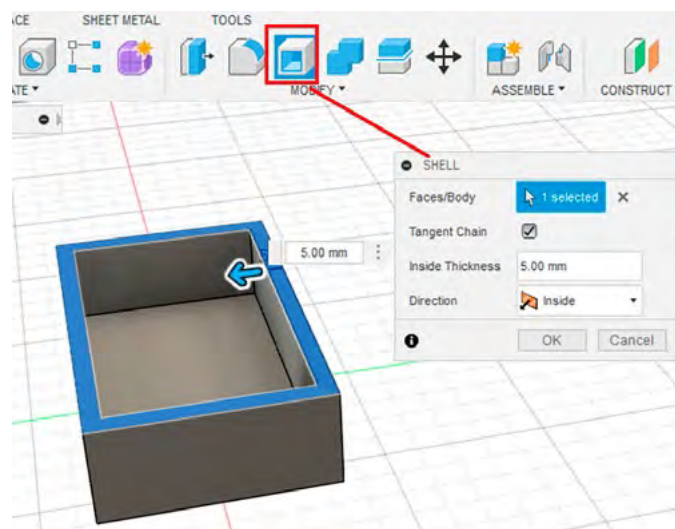 ACE SHEET METAL TOOLS
ATE ▾ MODIFY ▾ ASSEMBLE ▾ CONSTRUCT
SHELL
Faces/Body 1 selected
Tangent Chain
5.00 mm
Inside Thickness 5.00 mm
Direction Inside
OK Cancel